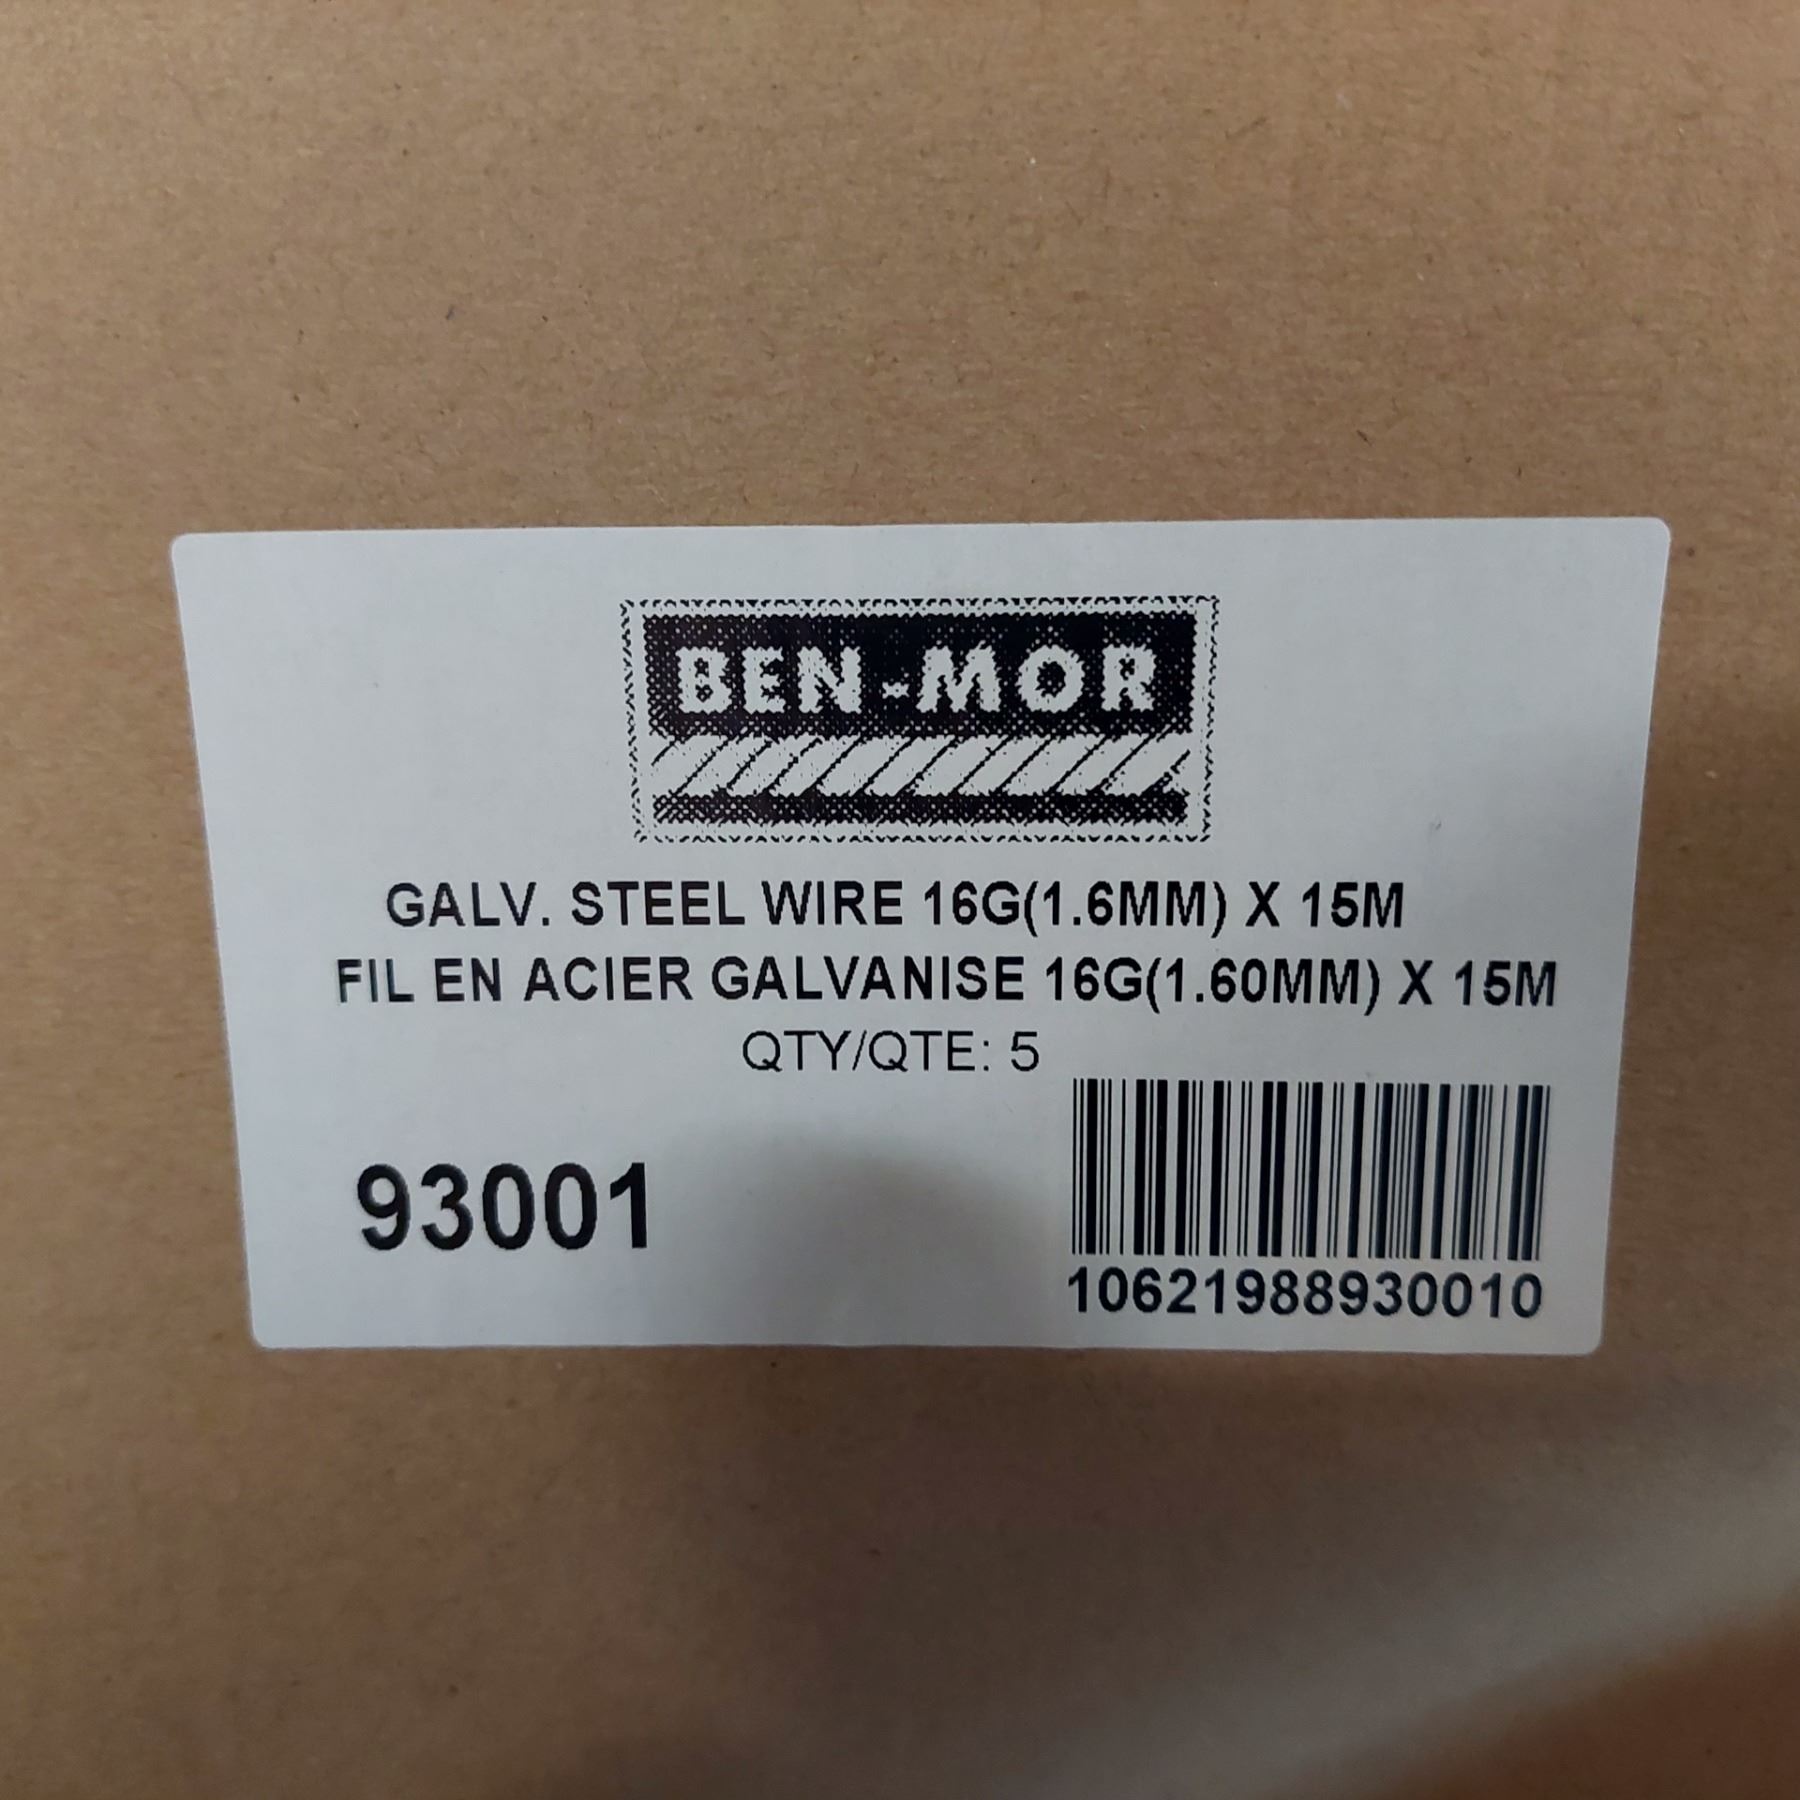 BEN-MOR
GALV. STEEL WIRE 16G(1.6MM) X 15M
FIL EN ACIER GALVANISE 16G(1.60MM) X 15M
QTY/QTE: 5
93001
10621988930010